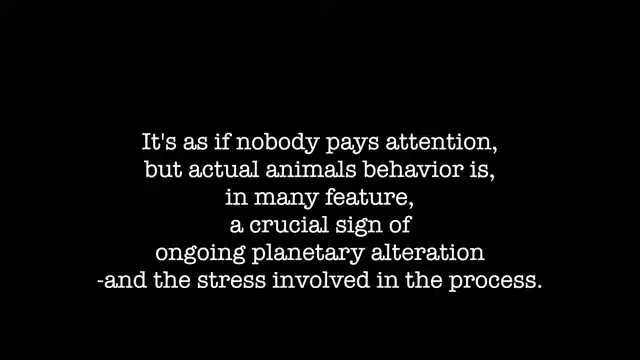 It's as if nobody pays attention,
but actual animals behavior is,
in many feature,
a crucial sign of
ongoing planetary alteration
-and the stress involved in the process.